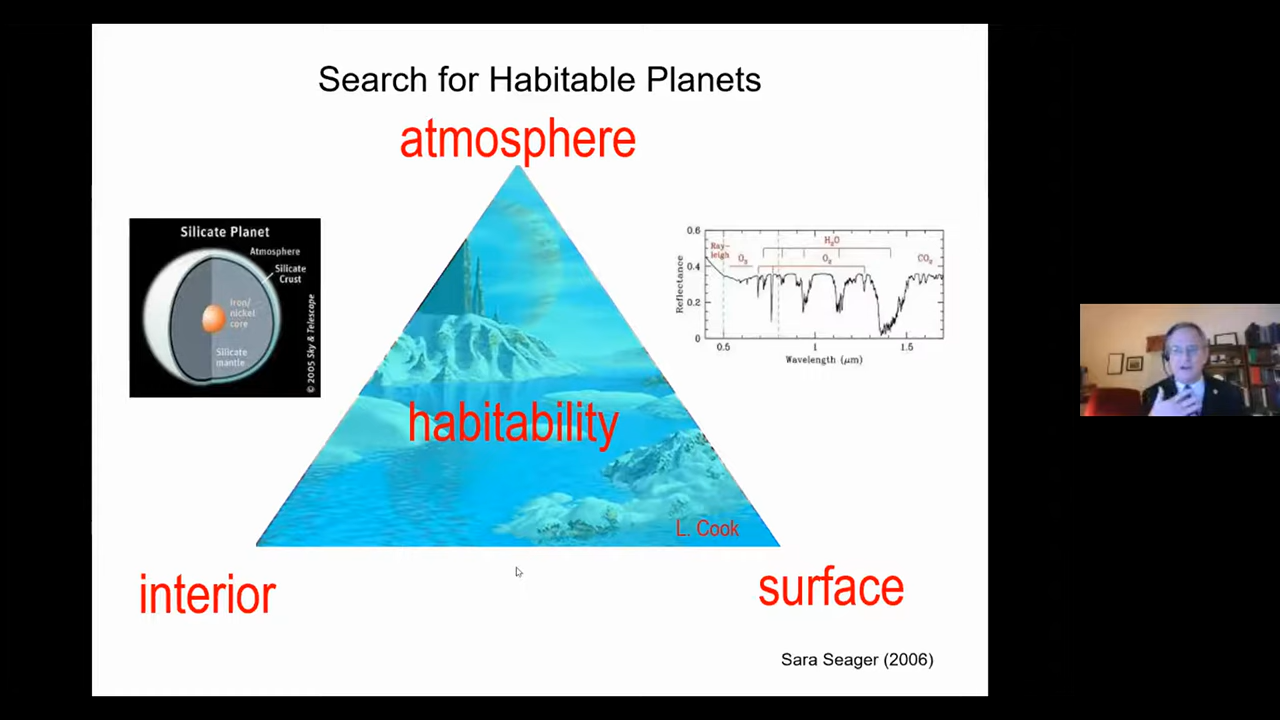 Search for Habitable Planets
atmosphere
Silicate Planet
Atmosphere
Silicate
Crust
Iron/
nickel
core
Silicate
mantle
© 2005 Sky & Telescope
0.6
0.4
0.2
0
Reflectance
Ray-
leigh
O3
H2O
O2
CO2
0.5
1
1.5
Wavelength (μm)
habitability
L. Cook
interior
surface
Sara Seager (2006)